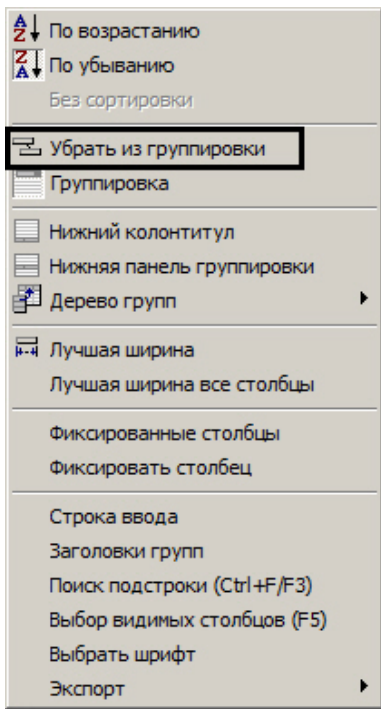 По возрастанию
По убыванию
Без сортировки
Убрать из группировки
Группировка
Нижний колонтитул
Нижняя панель группировки
Дерево групп
Лучшая ширина
Лучшая ширина все столбцы
Фиксированные столбцы
Фиксировать столбец
Строка ввода
Заголовки групп
Поиск подстроки (Ctrl+F/F3)
Выбор видимых столбцов (F5)
Выбрать шрифт
Экспорт